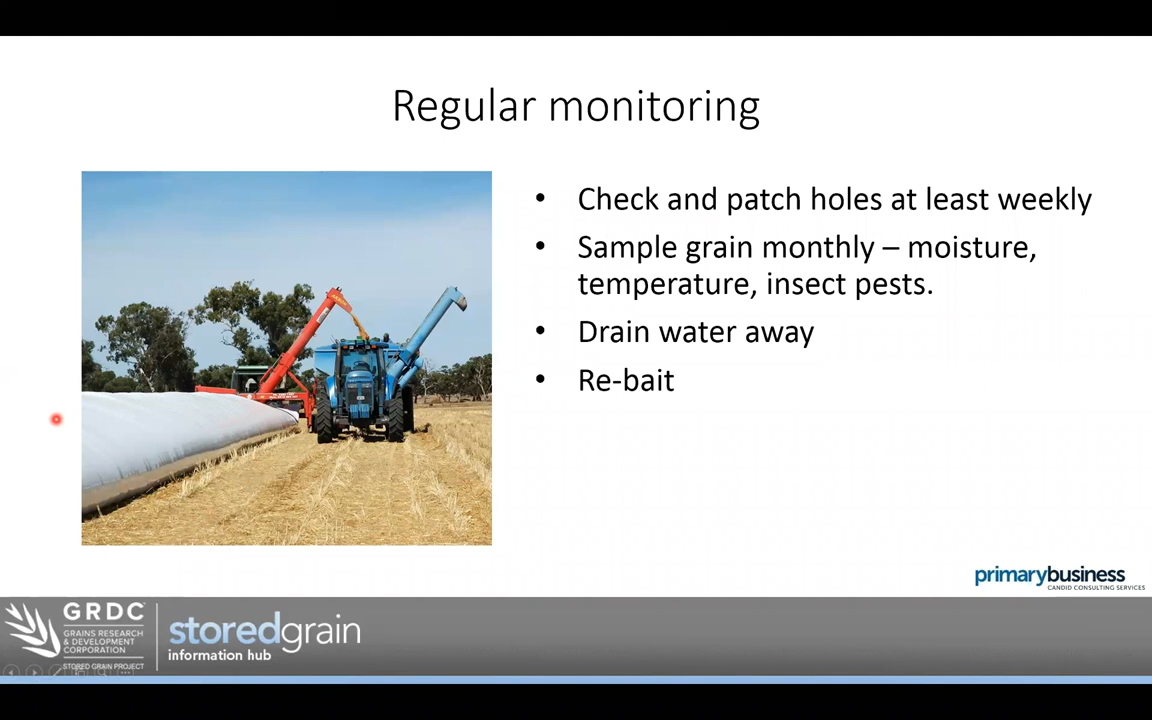 Regular monitoring
• Check and patch holes at least weekly
• Sample grain monthly – moisture,
temperature, insect pests.
• Drain water away
• Re-bait
primarybusiness
CANDID CONSULTING SERVICES
GRDC
GRAINS RESEARCH
& DEVELOPMENT
CORPORATION
STORED GRAIN PROJECT
storedgrain
information hub